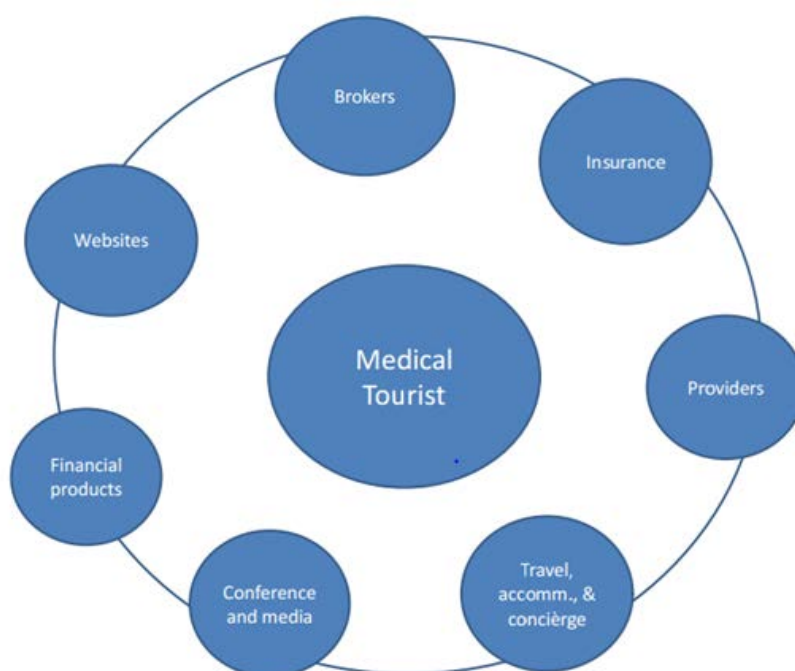 Brokers
Insurance
Websites
Medical
Tourist
Providers
Financial
products
Conference
and media
Travel,
accomm., &
concièrge